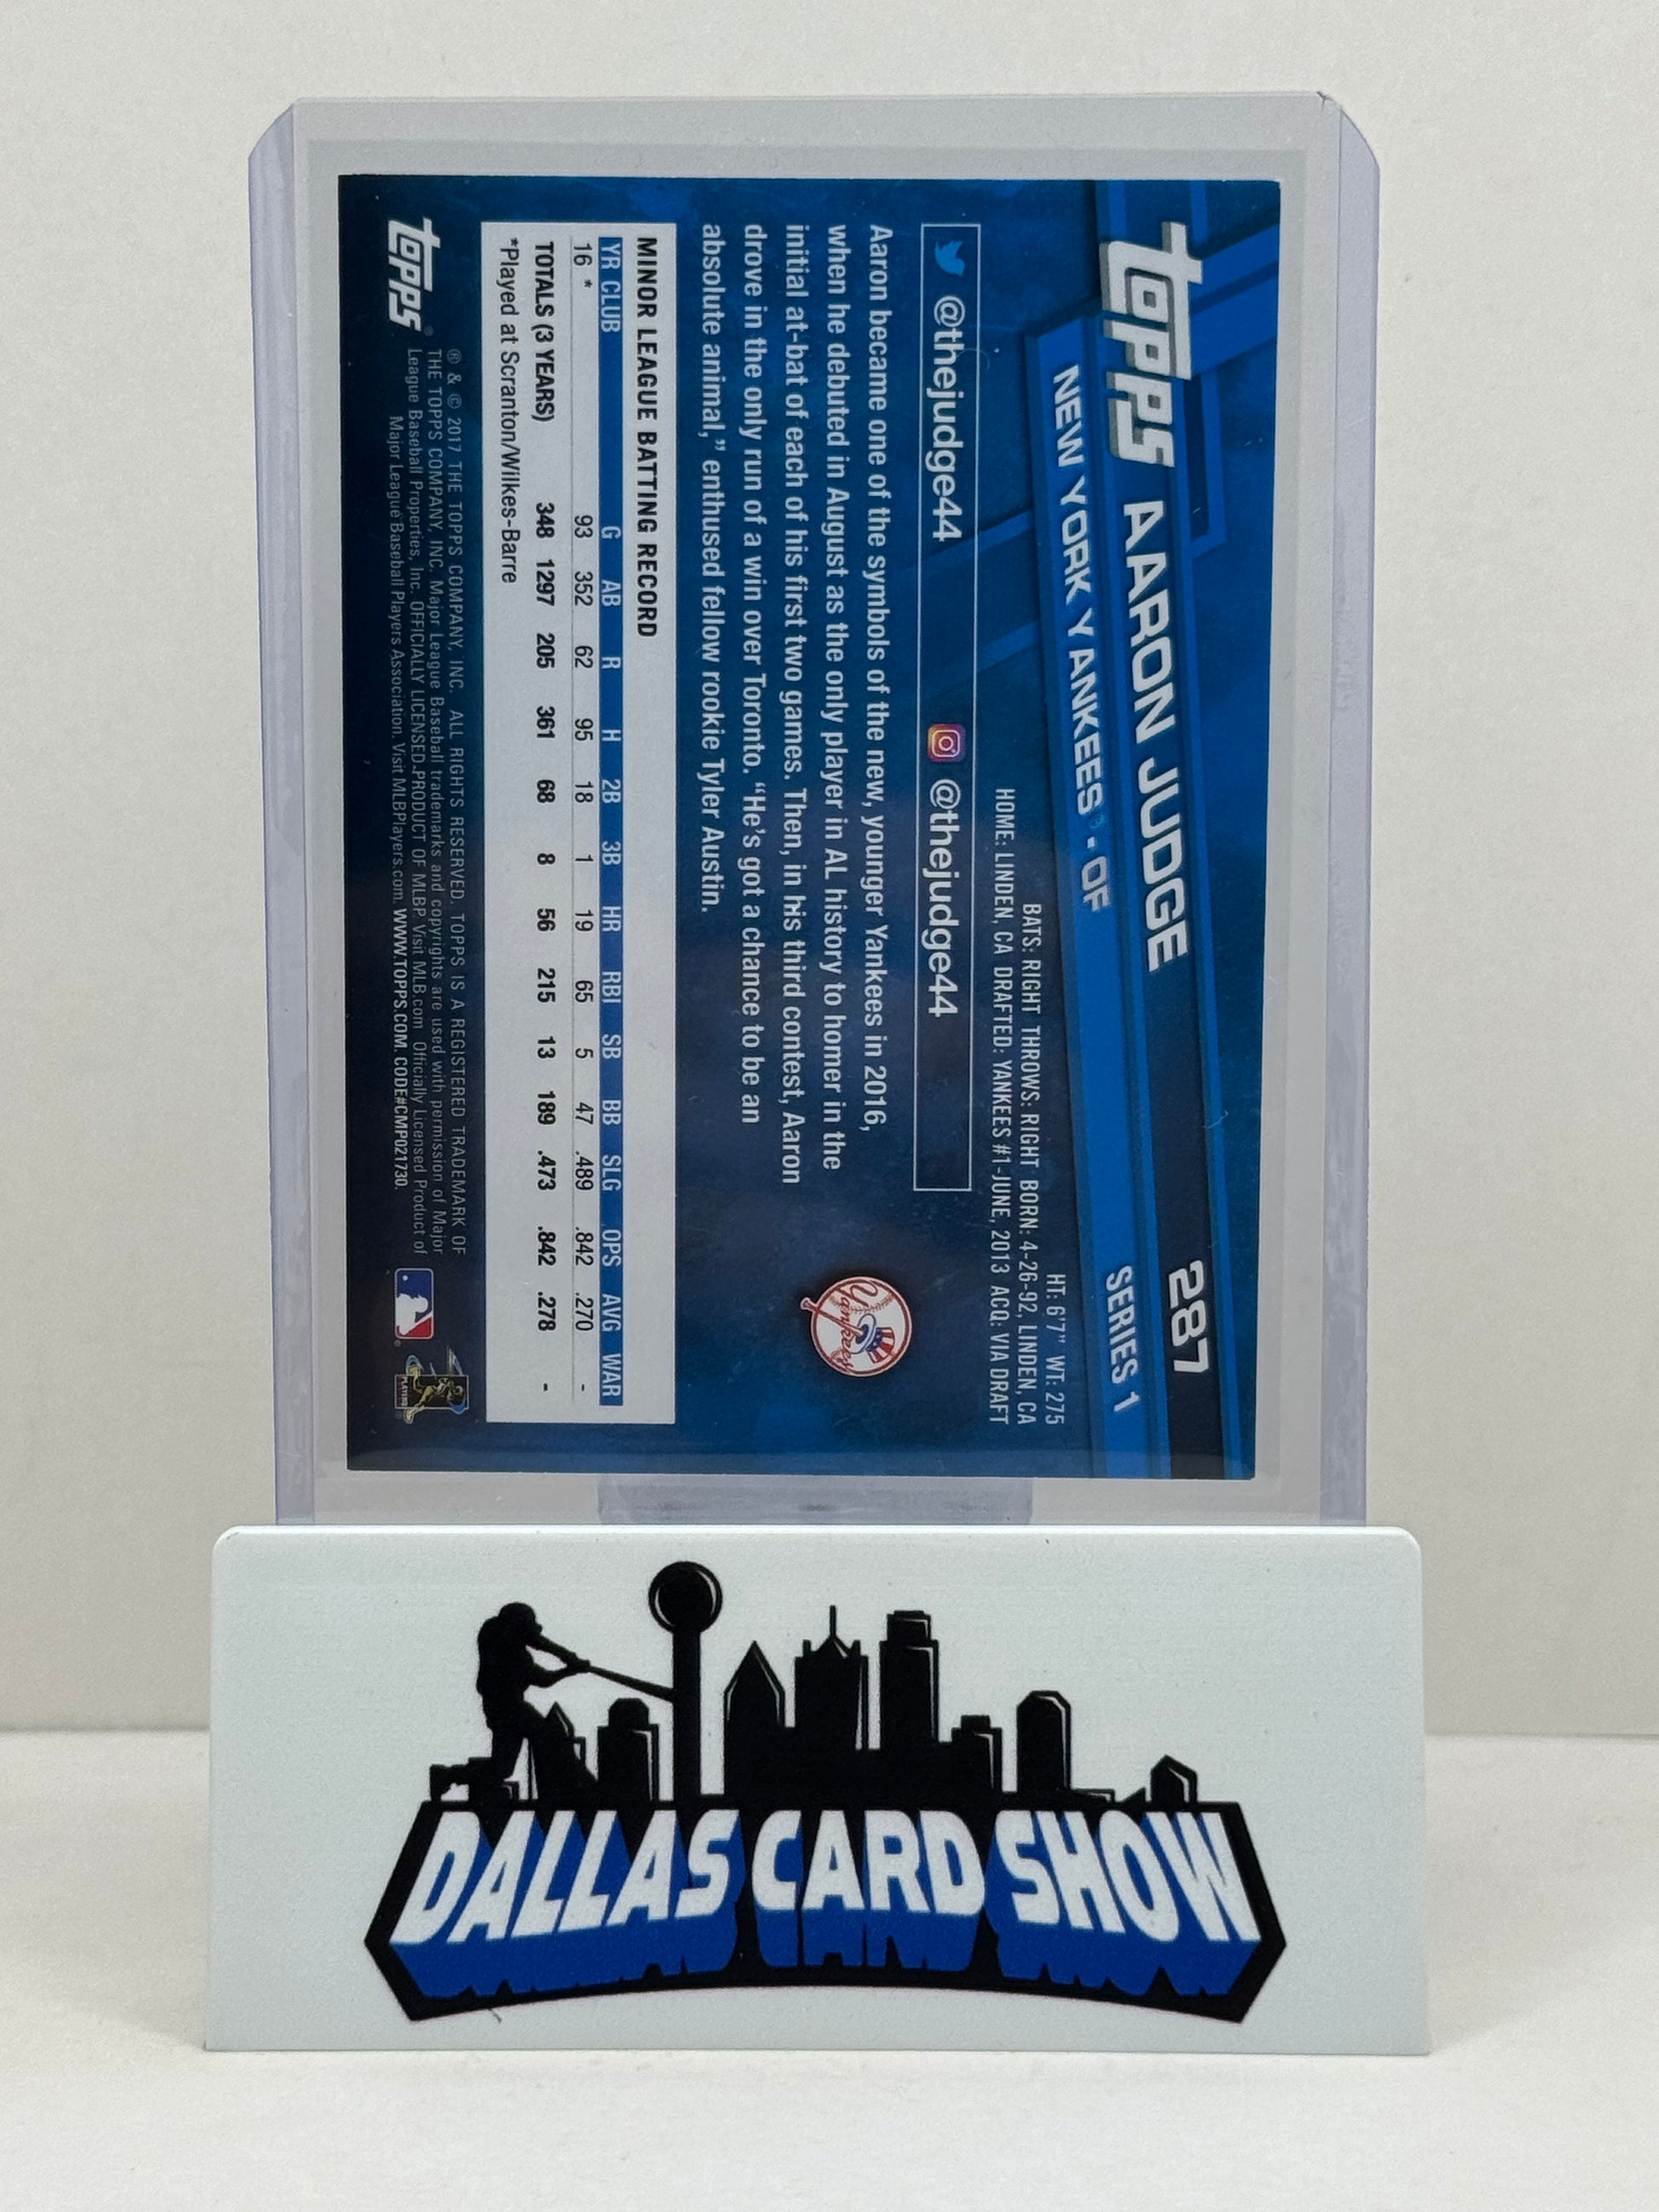 topps AARON JUDGE 287
NEW YORK YANKEES® • OF SERIES 1
HT: 6'7" WT: 275
BATS: RIGHT THROWS: RIGHT BORN: 4-26-92, LINDEN, CA
HOME: LINDEN, CA DRAFTED: YANKEES #1-JUNE, 2013 ACQ: VIA DRAFT
@thejudge44 @thejudge44
Aaron became one of the symbols of the new, younger Yankees in 2016,
when he debuted in August as the only player in AL history to homer in the
initial at-bat of each of his first two games. Then, in his third contest, Aaron
drove in the only run of a win over Toronto. “He's got a chance to be an
absolute animal,” enthused fellow rookie Tyler Austin.
Yankees
MINOR LEAGUE BATTING RECORD
YR CLUB G AB R H 2B 3B HR RBI SB BB SLG OPS AVG WAR
16 * 93 352 62 95 18 1 19 65 5 47 .489 .842 .270 -
TOTALS (3 YEARS) 348 1297 205 361 68 8 56 215 13 189 .473 .842 .278 -
*Played at Scranton/Wilkes-Barre
topps®
® & © 2017 THE TOPPS COMPANY, INC. ALL RIGHTS RESERVED. TOPPS IS A REGISTERED TRADEMARK OF
THE TOPPS COMPANY, INC. Major League Baseball trademarks and copyrights are used with permission of Major
League Baseball Properties, Inc. OFFICIALLY LICENSED PRODUCT OF MLBP. Visit MLB.com Officially Licensed Product of
Major League Baseball Players Association. Visit MLBPlayers.com. WWW.TOPPS.COM. CODE#CMP021730.
PLAYERS
DALLAS CARD SHOW